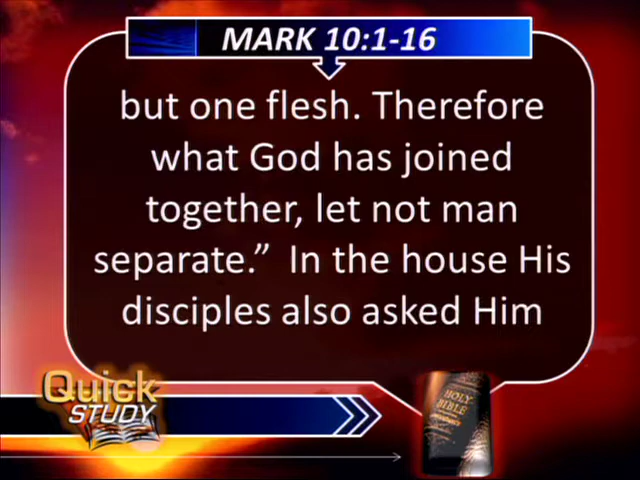 MARK 10:1-16
but one flesh. Therefore
what God has joined
together, let not man
separate.” In the house His
disciples also asked Him
Quick
STUDY
HOLY
BIBLE